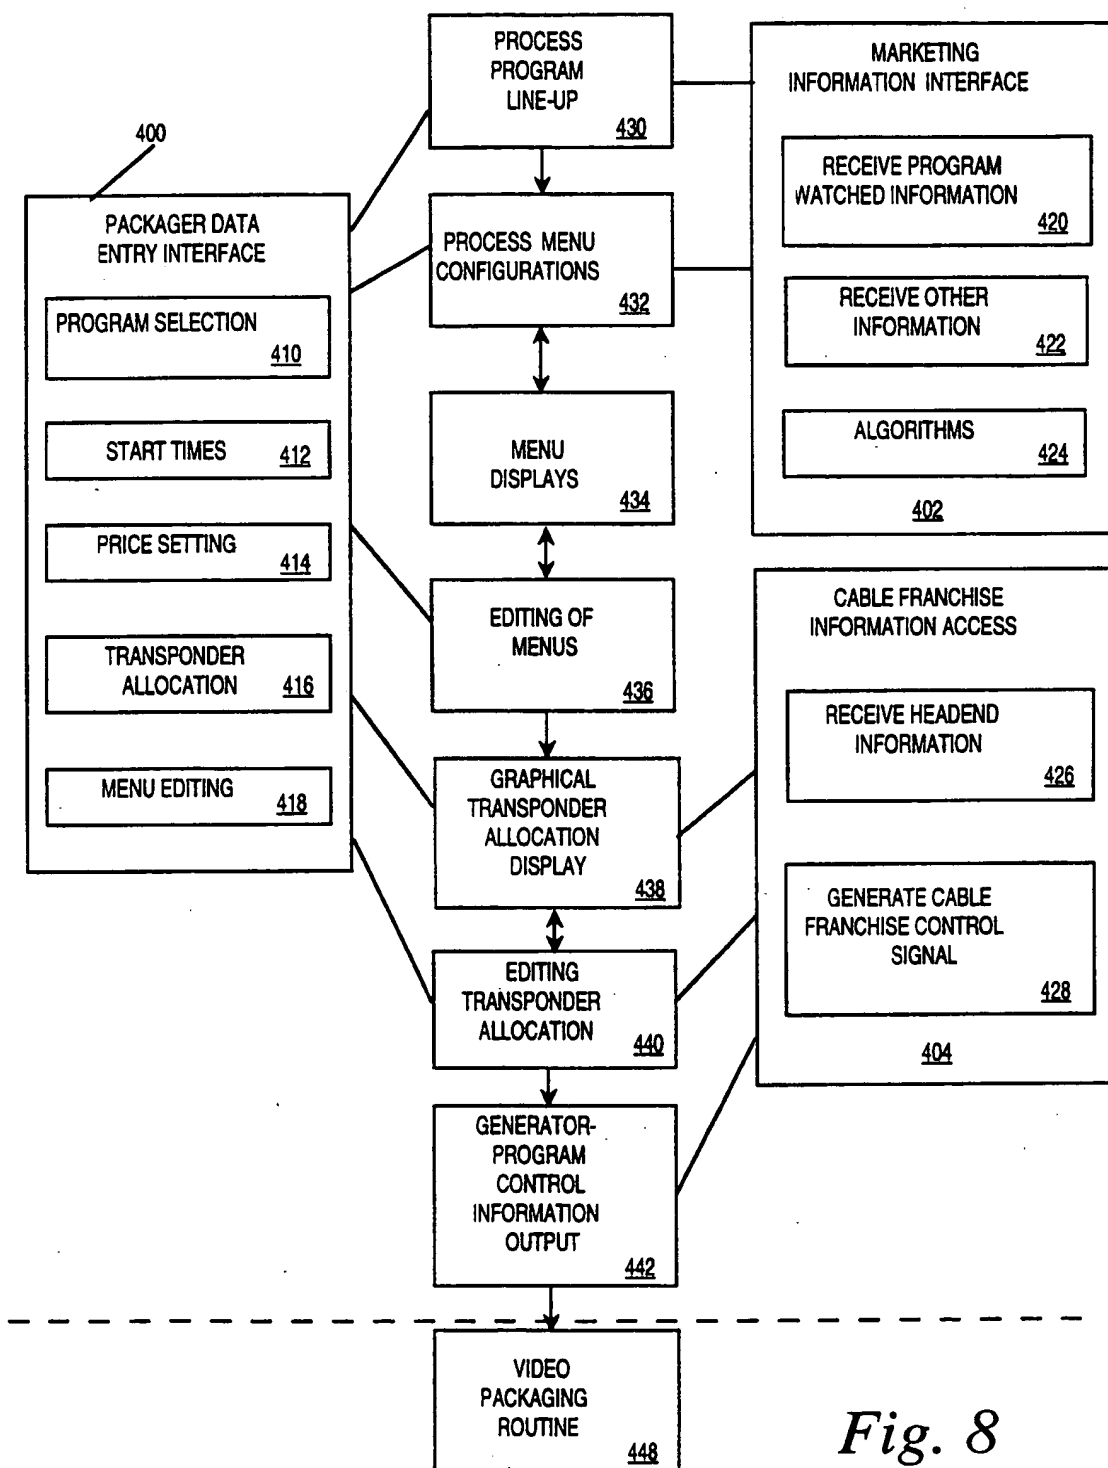 400
PACKAGER DATA
ENTRY INTERFACE
PROGRAM SELECTION
410
START TIMES 412
PRICE SETTING 414
TRANSPONDER
ALLOCATION 416
MENU EDITING 418
PROCESS
PROGRAM
LINE-UP
430
PROCESS MENU
CONFIGURATIONS
432
MENU
DISPLAYS
434
EDITING OF
MENUS
436
GRAPHICAL
TRANSPONDER
ALLOCATION
DISPLAY
438
EDITING
TRANSPONDER
ALLOCATION
440
GENERATOR-
PROGRAM
CONTROL
INFORMATION
OUTPUT
442
VIDEO
PACKAGING
ROUTINE
448
MARKETING
INFORMATION INTERFACE
RECEIVE PROGRAM
WATCHED INFORMATION
420
RECEIVE OTHER
INFORMATION
422
ALGORITHMS
424
402
CABLE FRANCHISE
INFORMATION ACCESS
RECEIVE HEADEND
INFORMATION
426
GENERATE CABLE
FRANCHISE CONTROL
SIGNAL
428
404
Fig. 8